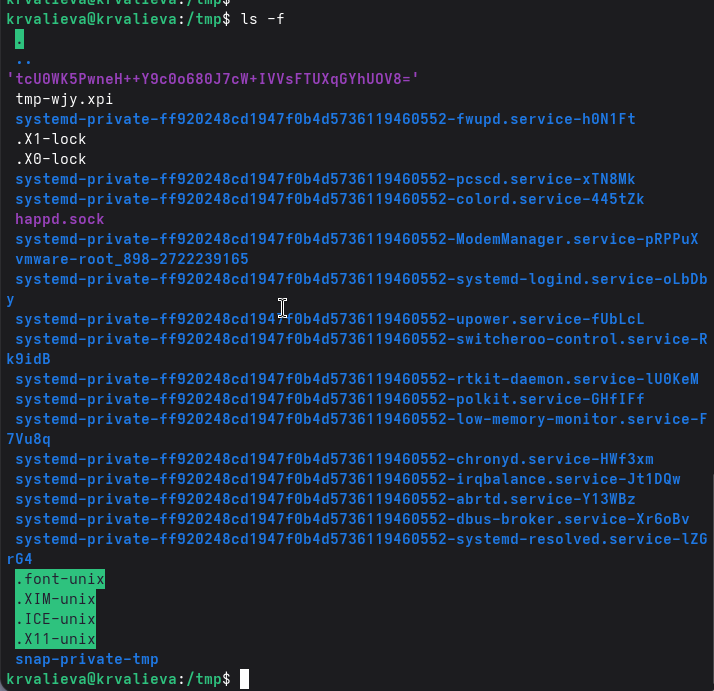 krvalieva@krvalieva:/tmp$
krvalieva@krvalieva:/tmp$ ls -f
.
..
'tcU0WK5PwneH++Y9c0o680J7cW+IVVsFTUXqGYhUOV8='
tmp-wjy.xpi
systemd-private-ff920248cd1947f0b4d5736119460552-fwupd.service-h0N1Ft
.X1-lock
.X0-lock
systemd-private-ff920248cd1947f0b4d5736119460552-pcscd.service-xTN8Mk
systemd-private-ff920248cd1947f0b4d5736119460552-colord.service-445tZk
happd.sock
systemd-private-ff920248cd1947f0b4d5736119460552-ModemManager.service-pRPPuX
vmware-root_898-2722239165
systemd-private-ff920248cd1947f0b4d5736119460552-systemd-logind.service-oLbDb
y
systemd-private-ff920248cd1947f0b4d5736119460552-upower.service-fUbLcL
systemd-private-ff920248cd1947f0b4d5736119460552-switcheroo-control.service-R
k9idB
systemd-private-ff920248cd1947f0b4d5736119460552-rtkit-daemon.service-lU0KeM
systemd-private-ff920248cd1947f0b4d5736119460552-polkit.service-GHfIFf
systemd-private-ff920248cd1947f0b4d5736119460552-low-memory-monitor.service-F
7Vu8q
systemd-private-ff920248cd1947f0b4d5736119460552-chronyd.service-HWf3xm
systemd-private-ff920248cd1947f0b4d5736119460552-irqbalance.service-Jt1DQw
systemd-private-ff920248cd1947f0b4d5736119460552-abrtd.service-Y13WBz
systemd-private-ff920248cd1947f0b4d5736119460552-dbus-broker.service-Xr6oBv
systemd-private-ff920248cd1947f0b4d5736119460552-systemd-resolved.service-lZG
rG4
.font-unix
.XIM-unix
.ICE-unix
.X11-unix
snap-private-tmp
krvalieva@krvalieva:/tmp$